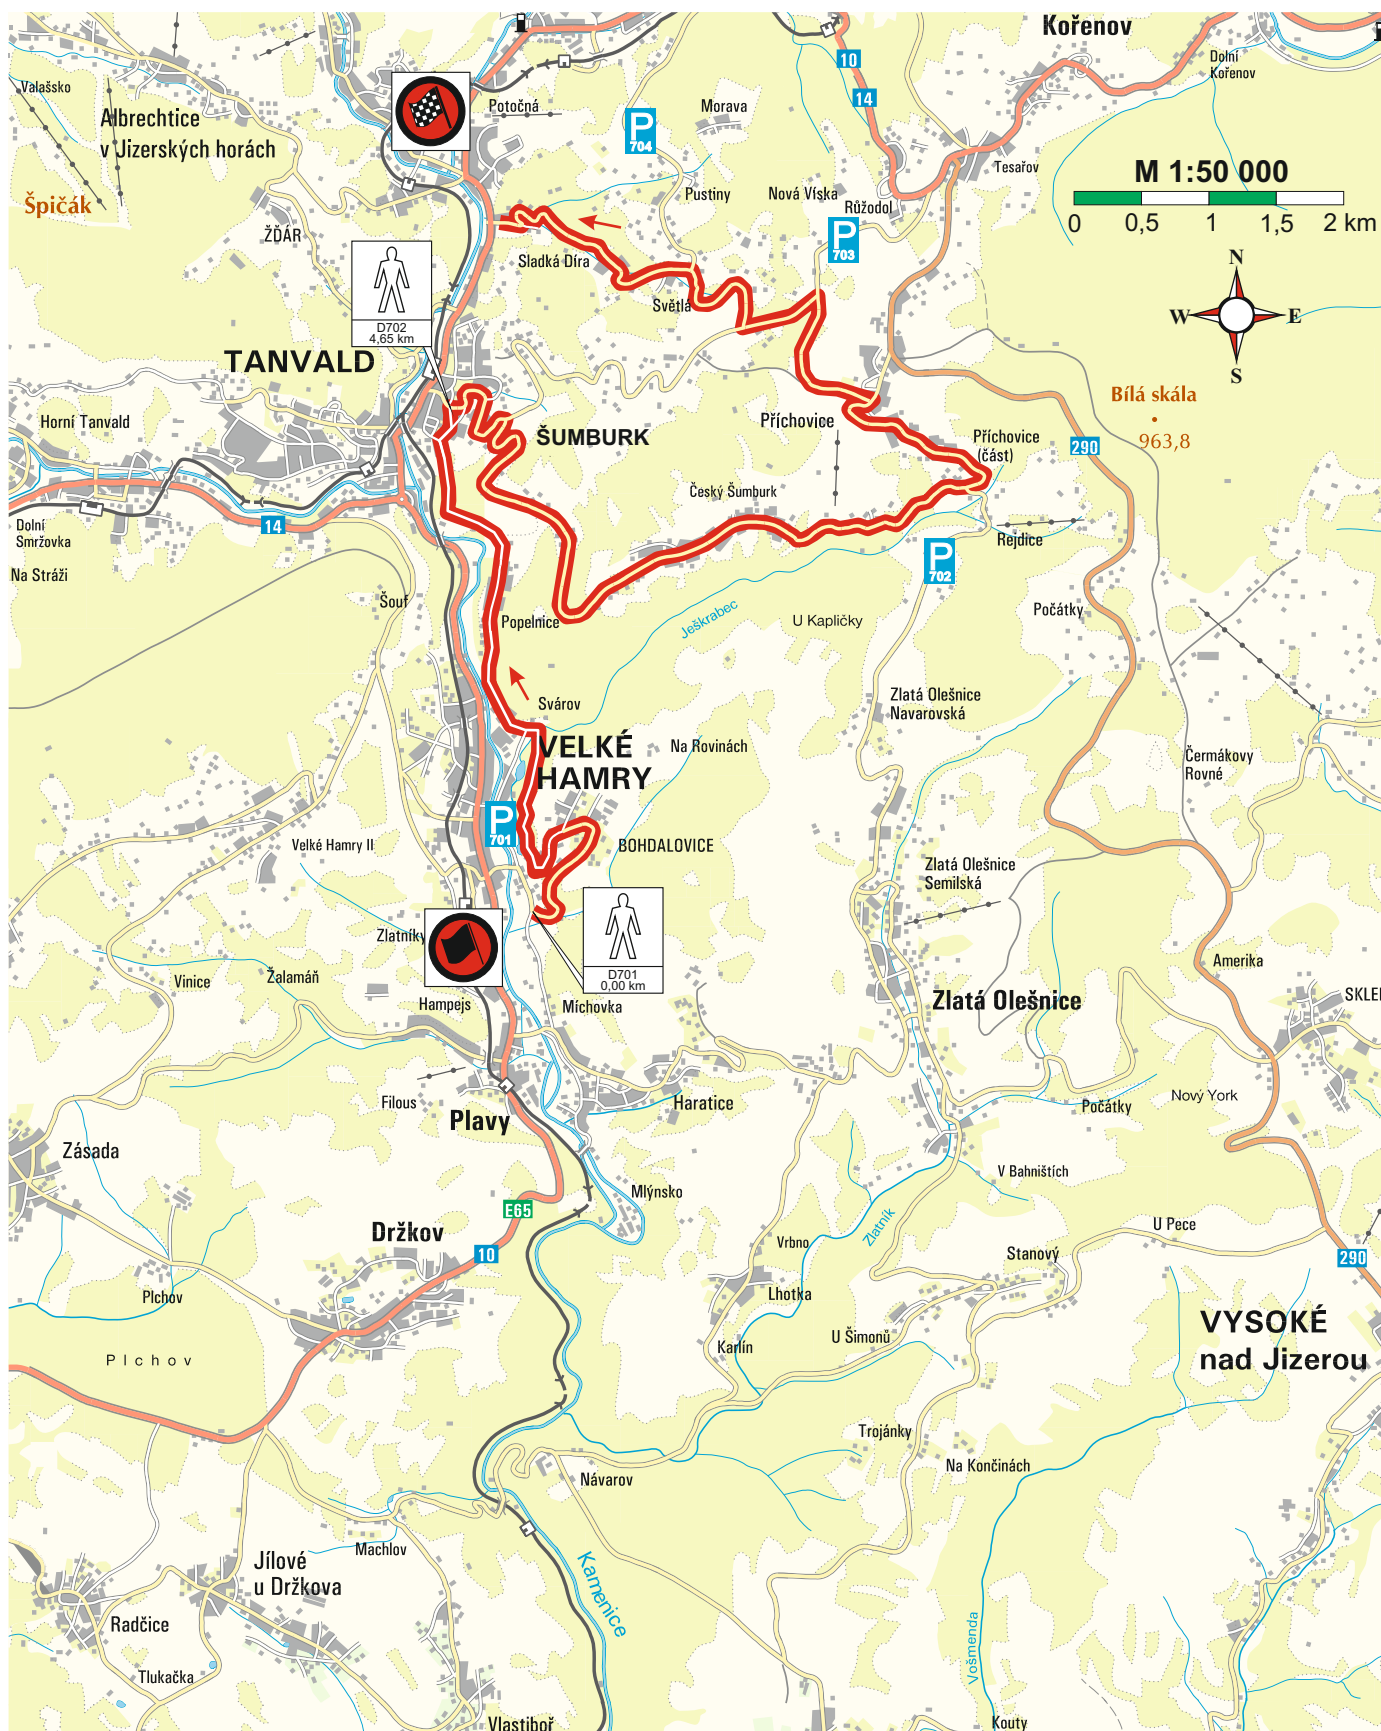 Kořenov
Dolní
Kořenov
10
14
Valašsko
Albrechtice
v Jizerských horách
Potočná
Morava
P
704
Tesařov
M 1:50 000
0 0,5 1 1,5 2 km
Špičák
Pustiny
Nová Víska
Růžodol
P
703
ŽĎÁR
Sladká Díra
Světlá
N
W E
S
D702
4,65 km
TANVALD
Bílá skála
963,8
Horní Tanvald
ŠUMBURK
Příchovice
Příchovice
(část)
290
Český Šumburk
14
Dolní
Smržovka
Rejdice
P
702
Na Stráži
Šouf
Popelnice
Ješkrabec
U Kapličky
Počátky
Svárov
Zlatá Olešnice
Navarovská
VELKÉ
HAMRY
Na Rovinách
Čermákovy
Rovné
P
701
Velké Hamry II
BOHDALOVICE
Zlatá Olešnice
Semilská
Zlatníky
D701
0,00 km
Amerika
Vinice
Žalamáň
Hampejs
Míchovka
Zlatá Olešnice
SKLE
Filous
Plavy
Haratice
Počátky
Nový York
Zásada
V Bahništích
Mlýnsko
E65
Držkov
10
Zlatník
U Pece
Vrbno
Stanový
290
Plchov
Lhotka
VYSOKÉ
nad Jizerou
U Šimonů
Karlín
Plchov
Trojánky
Na Končinách
Návarov
Machlov
Jílové
u Držkova
Kamenice
Radčice
Vošmenda
Tlukačka
Vlastiboř
Kouty